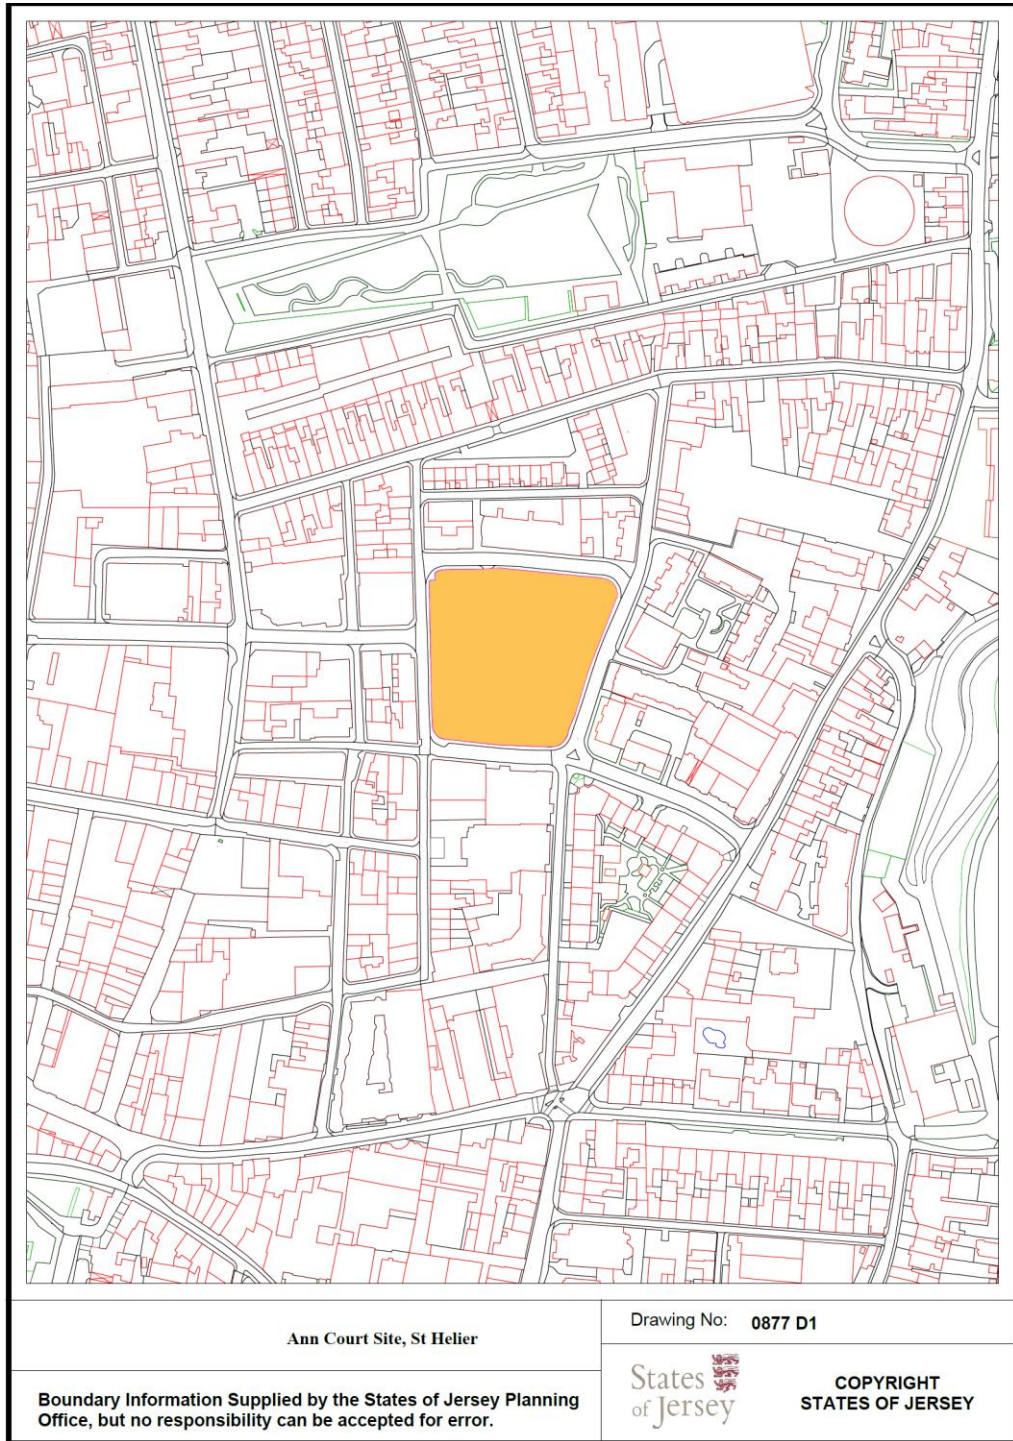 Ann Court Site, St Helier
Drawing No: 0877 D1
Boundary Information Supplied by the States of Jersey Planning
Office, but no responsibility can be accepted for error.
States
of Jersey
COPYRIGHT
STATES OF JERSEY